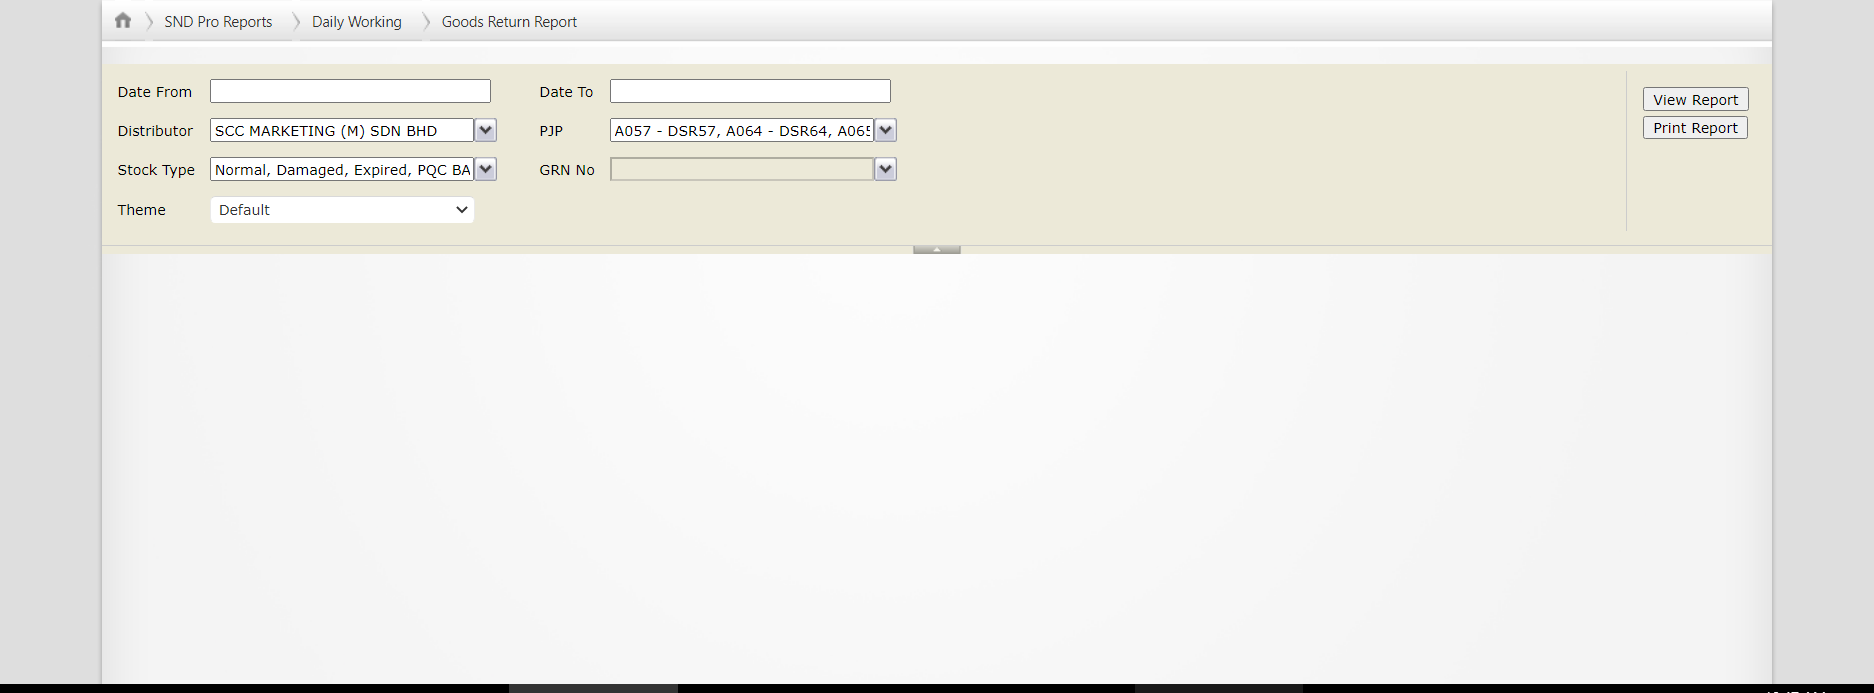 SND Pro Reports Daily Working Goods Return Report
Date From Date To
View Report
Distributor SCC MARKETING (M) SDN BHD PJP A057 - DSR57, A064 - DSR64, A065
Print Report
Stock Type Normal, Damaged, Expired, PQC BA GRN No
Theme Default